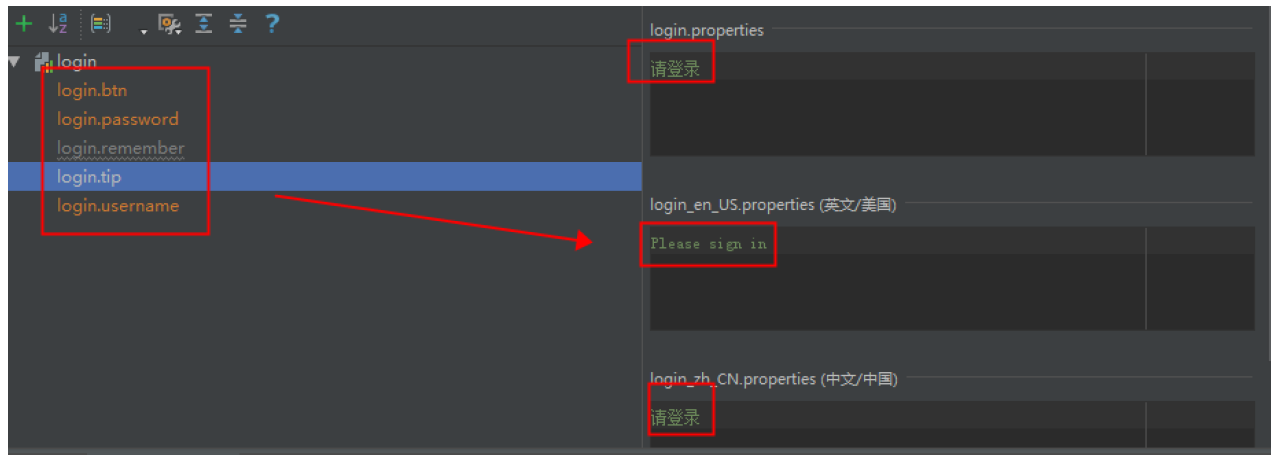 login
login.btn
login.password
login.remember
login.tip
login.username
login.properties
请登录
login_en_US.properties (英文/美国)
Please sign in
login_zh_CN.properties (中文/中国)
请登录